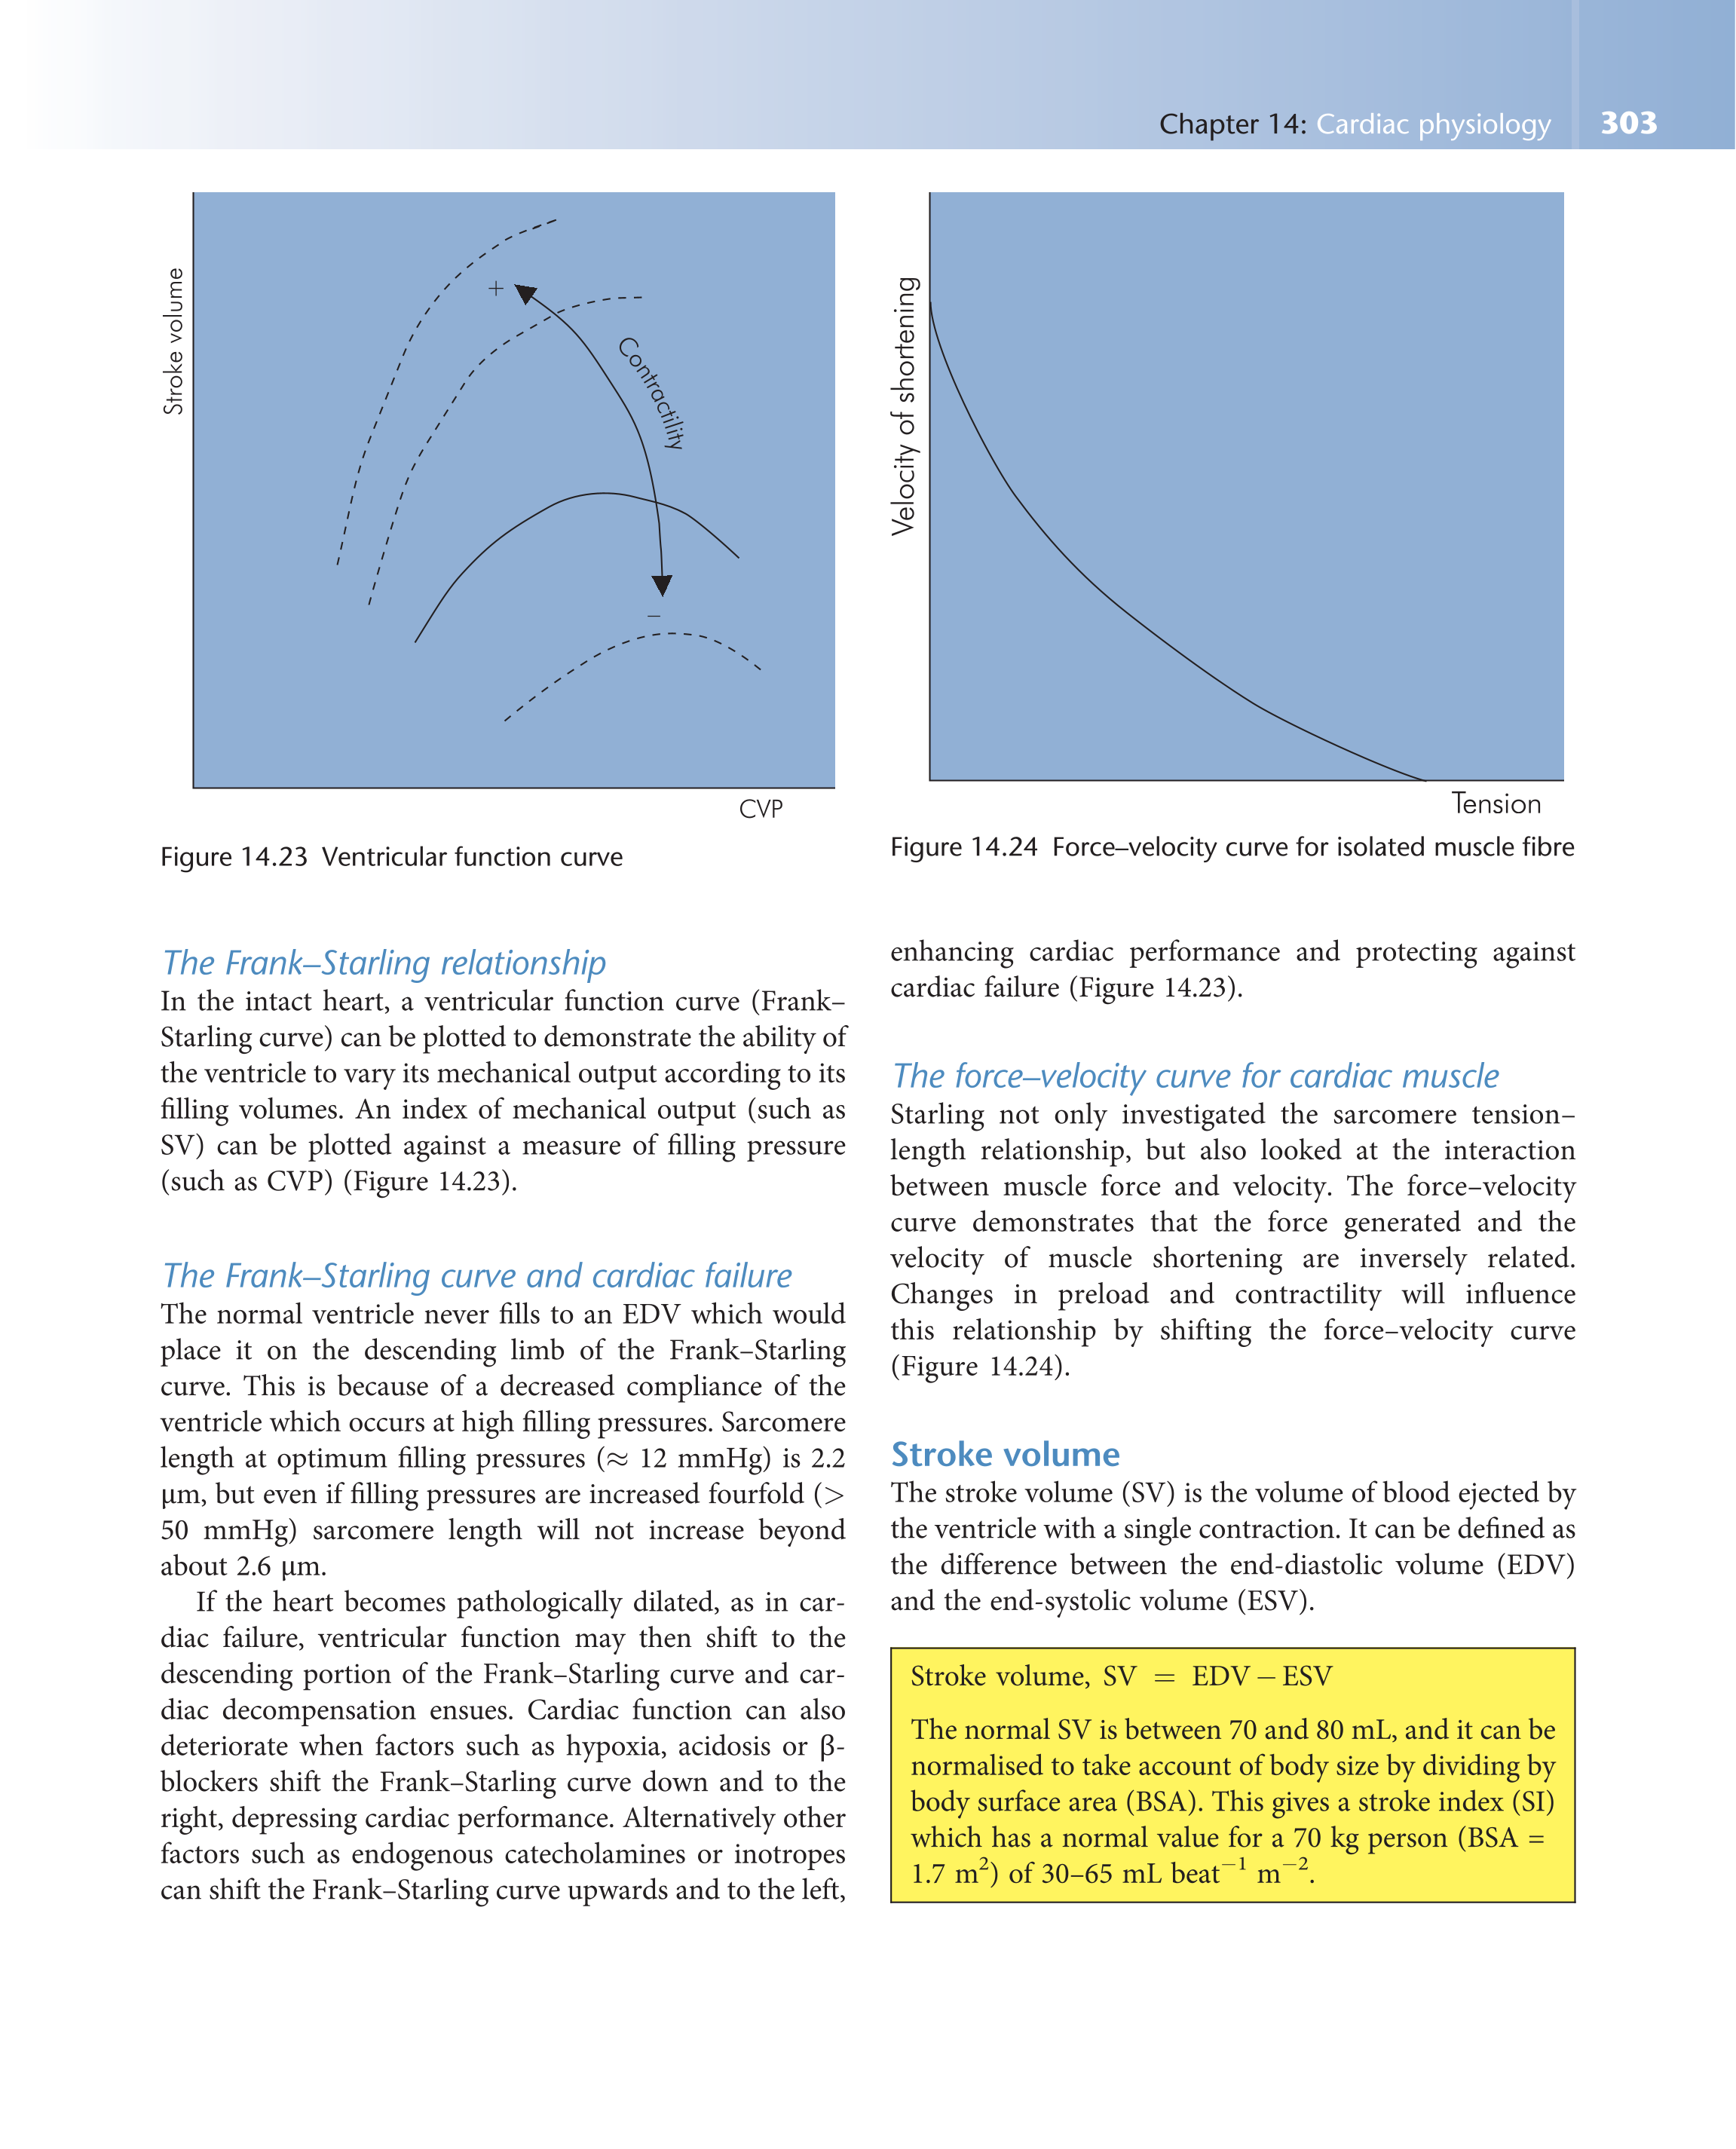 Chapter 14: Cardiac physiology 303
Stroke volume
+
Contractility
−
CVP
Figure 14.23 Ventricular function curve
Velocity of shortening
Tension
Figure 14.24 Force–velocity curve for isolated muscle fibre
The Frank–Starling relationship
In the intact heart, a ventricular function curve (Frank–
Starling curve) can be plotted to demonstrate the ability of
the ventricle to vary its mechanical output according to its
filling volumes. An index of mechanical output (such as
SV) can be plotted against a measure of filling pressure
(such as CVP) (Figure 14.23).
The Frank–Starling curve and cardiac failure
The normal ventricle never fills to an EDV which would
place it on the descending limb of the Frank–Starling
curve. This is because of a decreased compliance of the
ventricle which occurs at high filling pressures. Sarcomere
length at optimum filling pressures (≈ 12 mmHg) is 2.2
μm, but even if filling pressures are increased fourfold (>
50 mmHg) sarcomere length will not increase beyond
about 2.6 μm.
If the heart becomes pathologically dilated, as in car-
diac failure, ventricular function may then shift to the
descending portion of the Frank–Starling curve and car-
diac decompensation ensues. Cardiac function can also
deteriorate when factors such as hypoxia, acidosis or β-
blockers shift the Frank–Starling curve down and to the
right, depressing cardiac performance. Alternatively other
factors such as endogenous catecholamines or inotropes
can shift the Frank–Starling curve upwards and to the left,
enhancing cardiac performance and protecting against
cardiac failure (Figure 14.23).
The force–velocity curve for cardiac muscle
Starling not only investigated the sarcomere tension–
length relationship, but also looked at the interaction
between muscle force and velocity. The force–velocity
curve demonstrates that the force generated and the
velocity of muscle shortening are inversely related.
Changes in preload and contractility will influence
this relationship by shifting the force–velocity curve
(Figure 14.24).
Stroke volume
The stroke volume (SV) is the volume of blood ejected by
the ventricle with a single contraction. It can be defined as
the difference between the end-diastolic volume (EDV)
and the end-systolic volume (ESV).
Stroke volume, SV = EDV − ESV
The normal SV is between 70 and 80 mL, and it can be
normalised to take account of body size by dividing by
body surface area (BSA). This gives a stroke index (SI)
which has a normal value for a 70 kg person (BSA =
1.7 m²) of 30–65 mL beat⁻¹ m⁻².